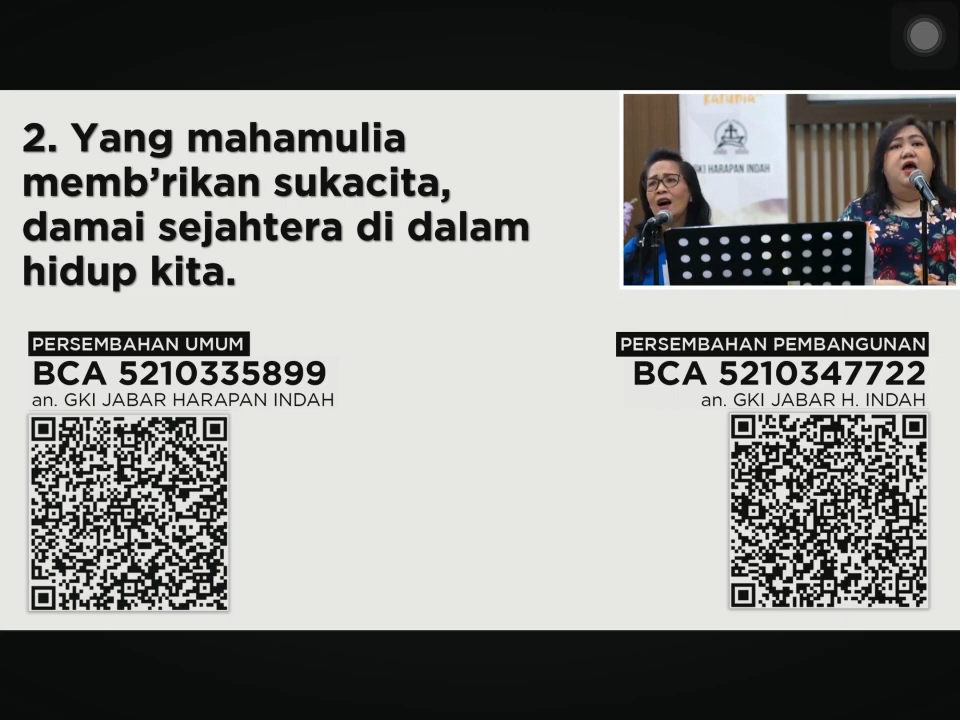 2. Yang mahamulia
memb’rikan sukacita,
damai sejahtera di dalam
hidup kita.
karunia
GKI HARAPAN INDAH
PERSEMBAHAN UMUM
BCA 5210335899
an. GKI JABAR HARAPAN INDAH
PERSEMBAHAN PEMBANGUNAN
BCA 5210347722
an. GKI JABAR H. INDAH